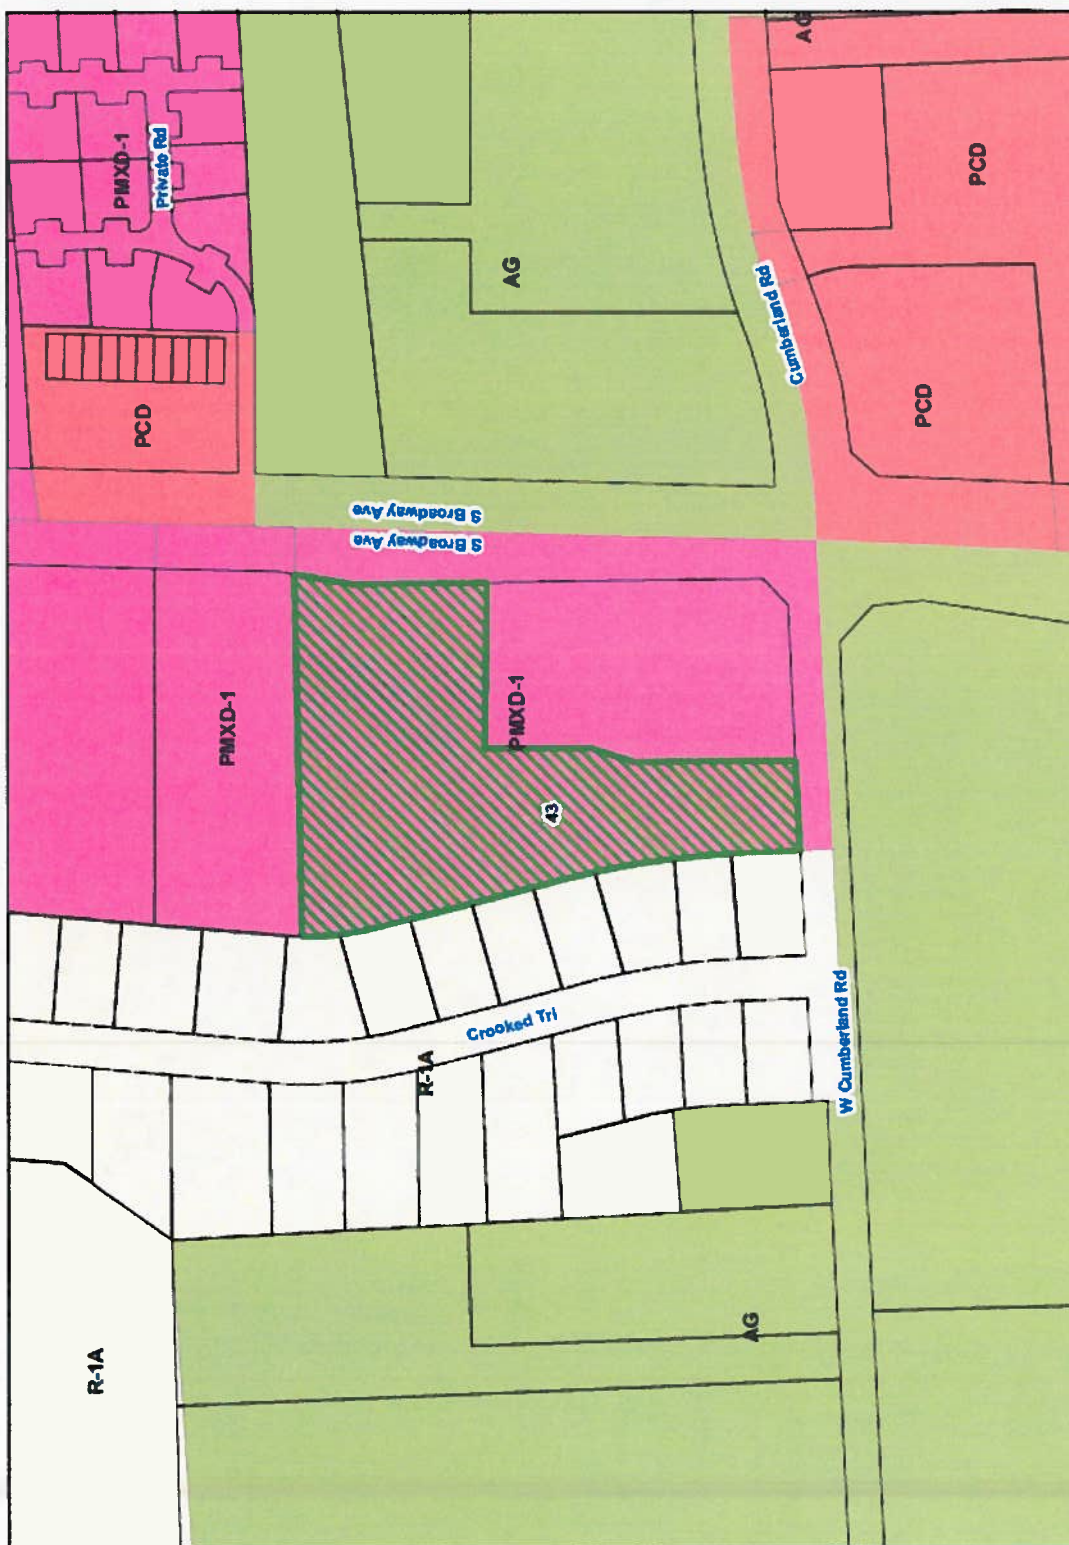 AG
PMXD-1
Private Rd
PCD
AG
PCD
Cumberland Rd
PCD
S Broadway Ave
S Broadway Ave
PMXD-1
PMXD-1
43
Crooked Trl
R-1A
W Cumberland Rd
AG
R-1A